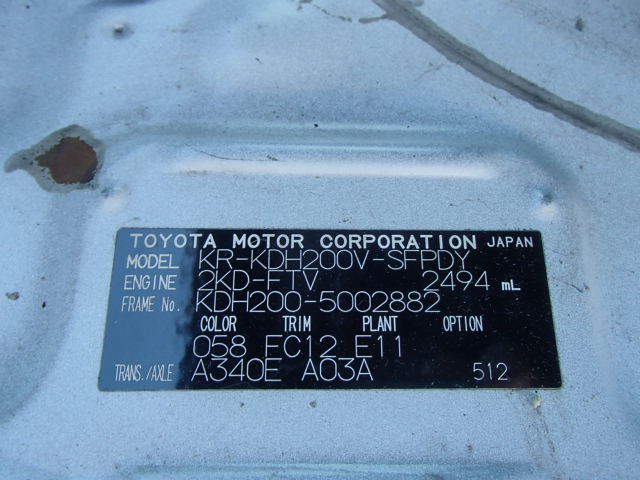 TOYOTA MOTOR CORPORATION JAPAN
MODEL KR-KDH200V-SFPDY
ENGINE 2KD-FTV 2494 mL
FRAME No. KDH200-5002882
COLOR TRIM PLANT OPTION
058 FC12 E11
TRANS./AXLE A340E A03A 512